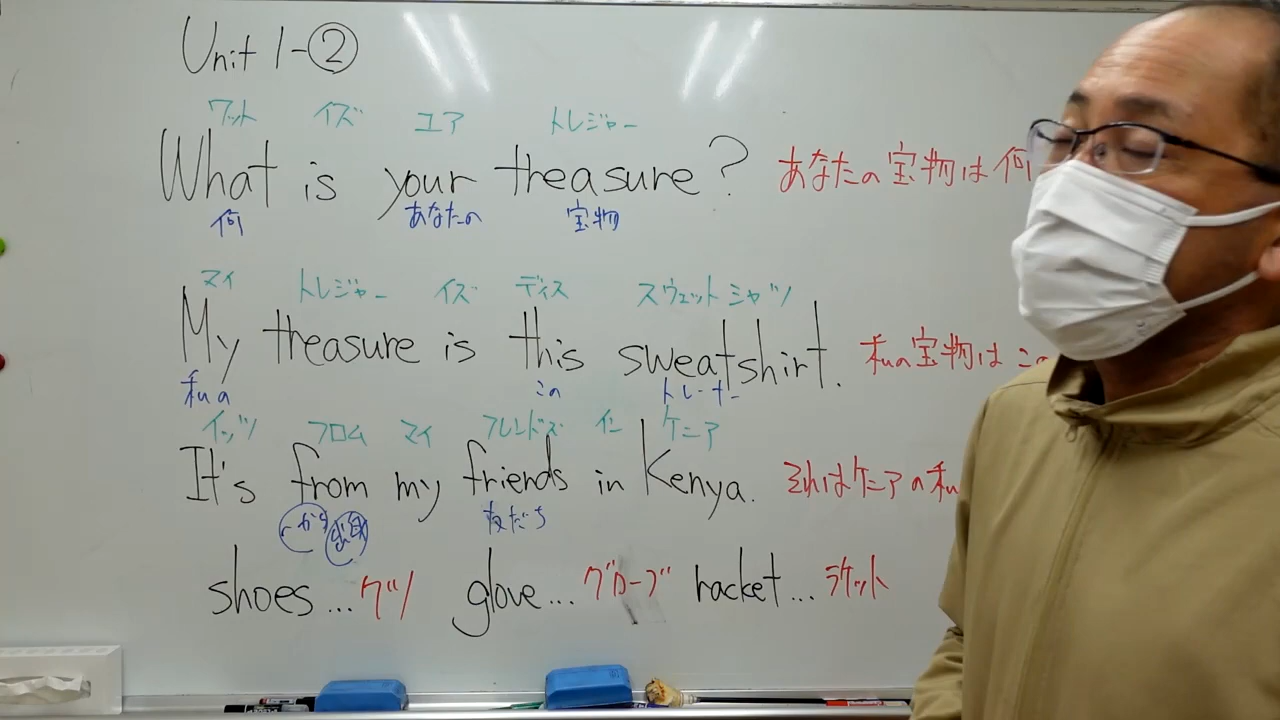 Unit 1-②
ワット イズ ユア トレジャー
What is your treasure? あなたの宝物は何
何 あなたの 宝物
マイ トレジャー イズ ディス スウェットシャツ
My treasure is this sweatshirt. 私の宝物はこの
私の この トレーナー
イッツ フロム マイ フレンドズ イン ケニア
It's from my friends in Kenya. それはケニアの私
〜から 友だち
shoes...グツ glove...グローブ racket...ラケット